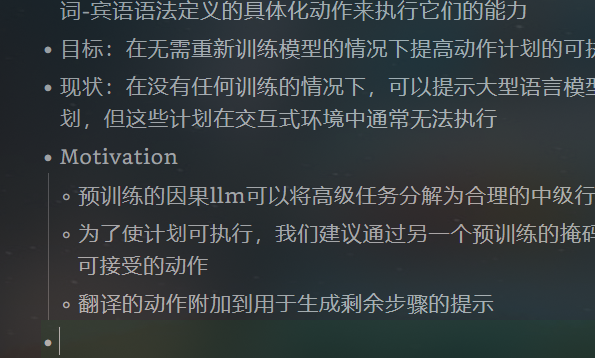 词-宾语语法定义的具体化动作来执行它们的能力
• 目标：在无需重新训练模型的情况下提高动作计划的可
• 现状：在没有任何训练的情况下，可以提示大型语言模
划，但这些计划在交互式环境中通常无法执行
• Motivation
◦ 预训练的因果llm可以将高级任务分解为合理的中级行
◦ 为了使计划可执行，我们建议通过另一个预训练的掩
可接受的动作
◦ 翻译的动作附加到用于生成剩余步骤的提示
•